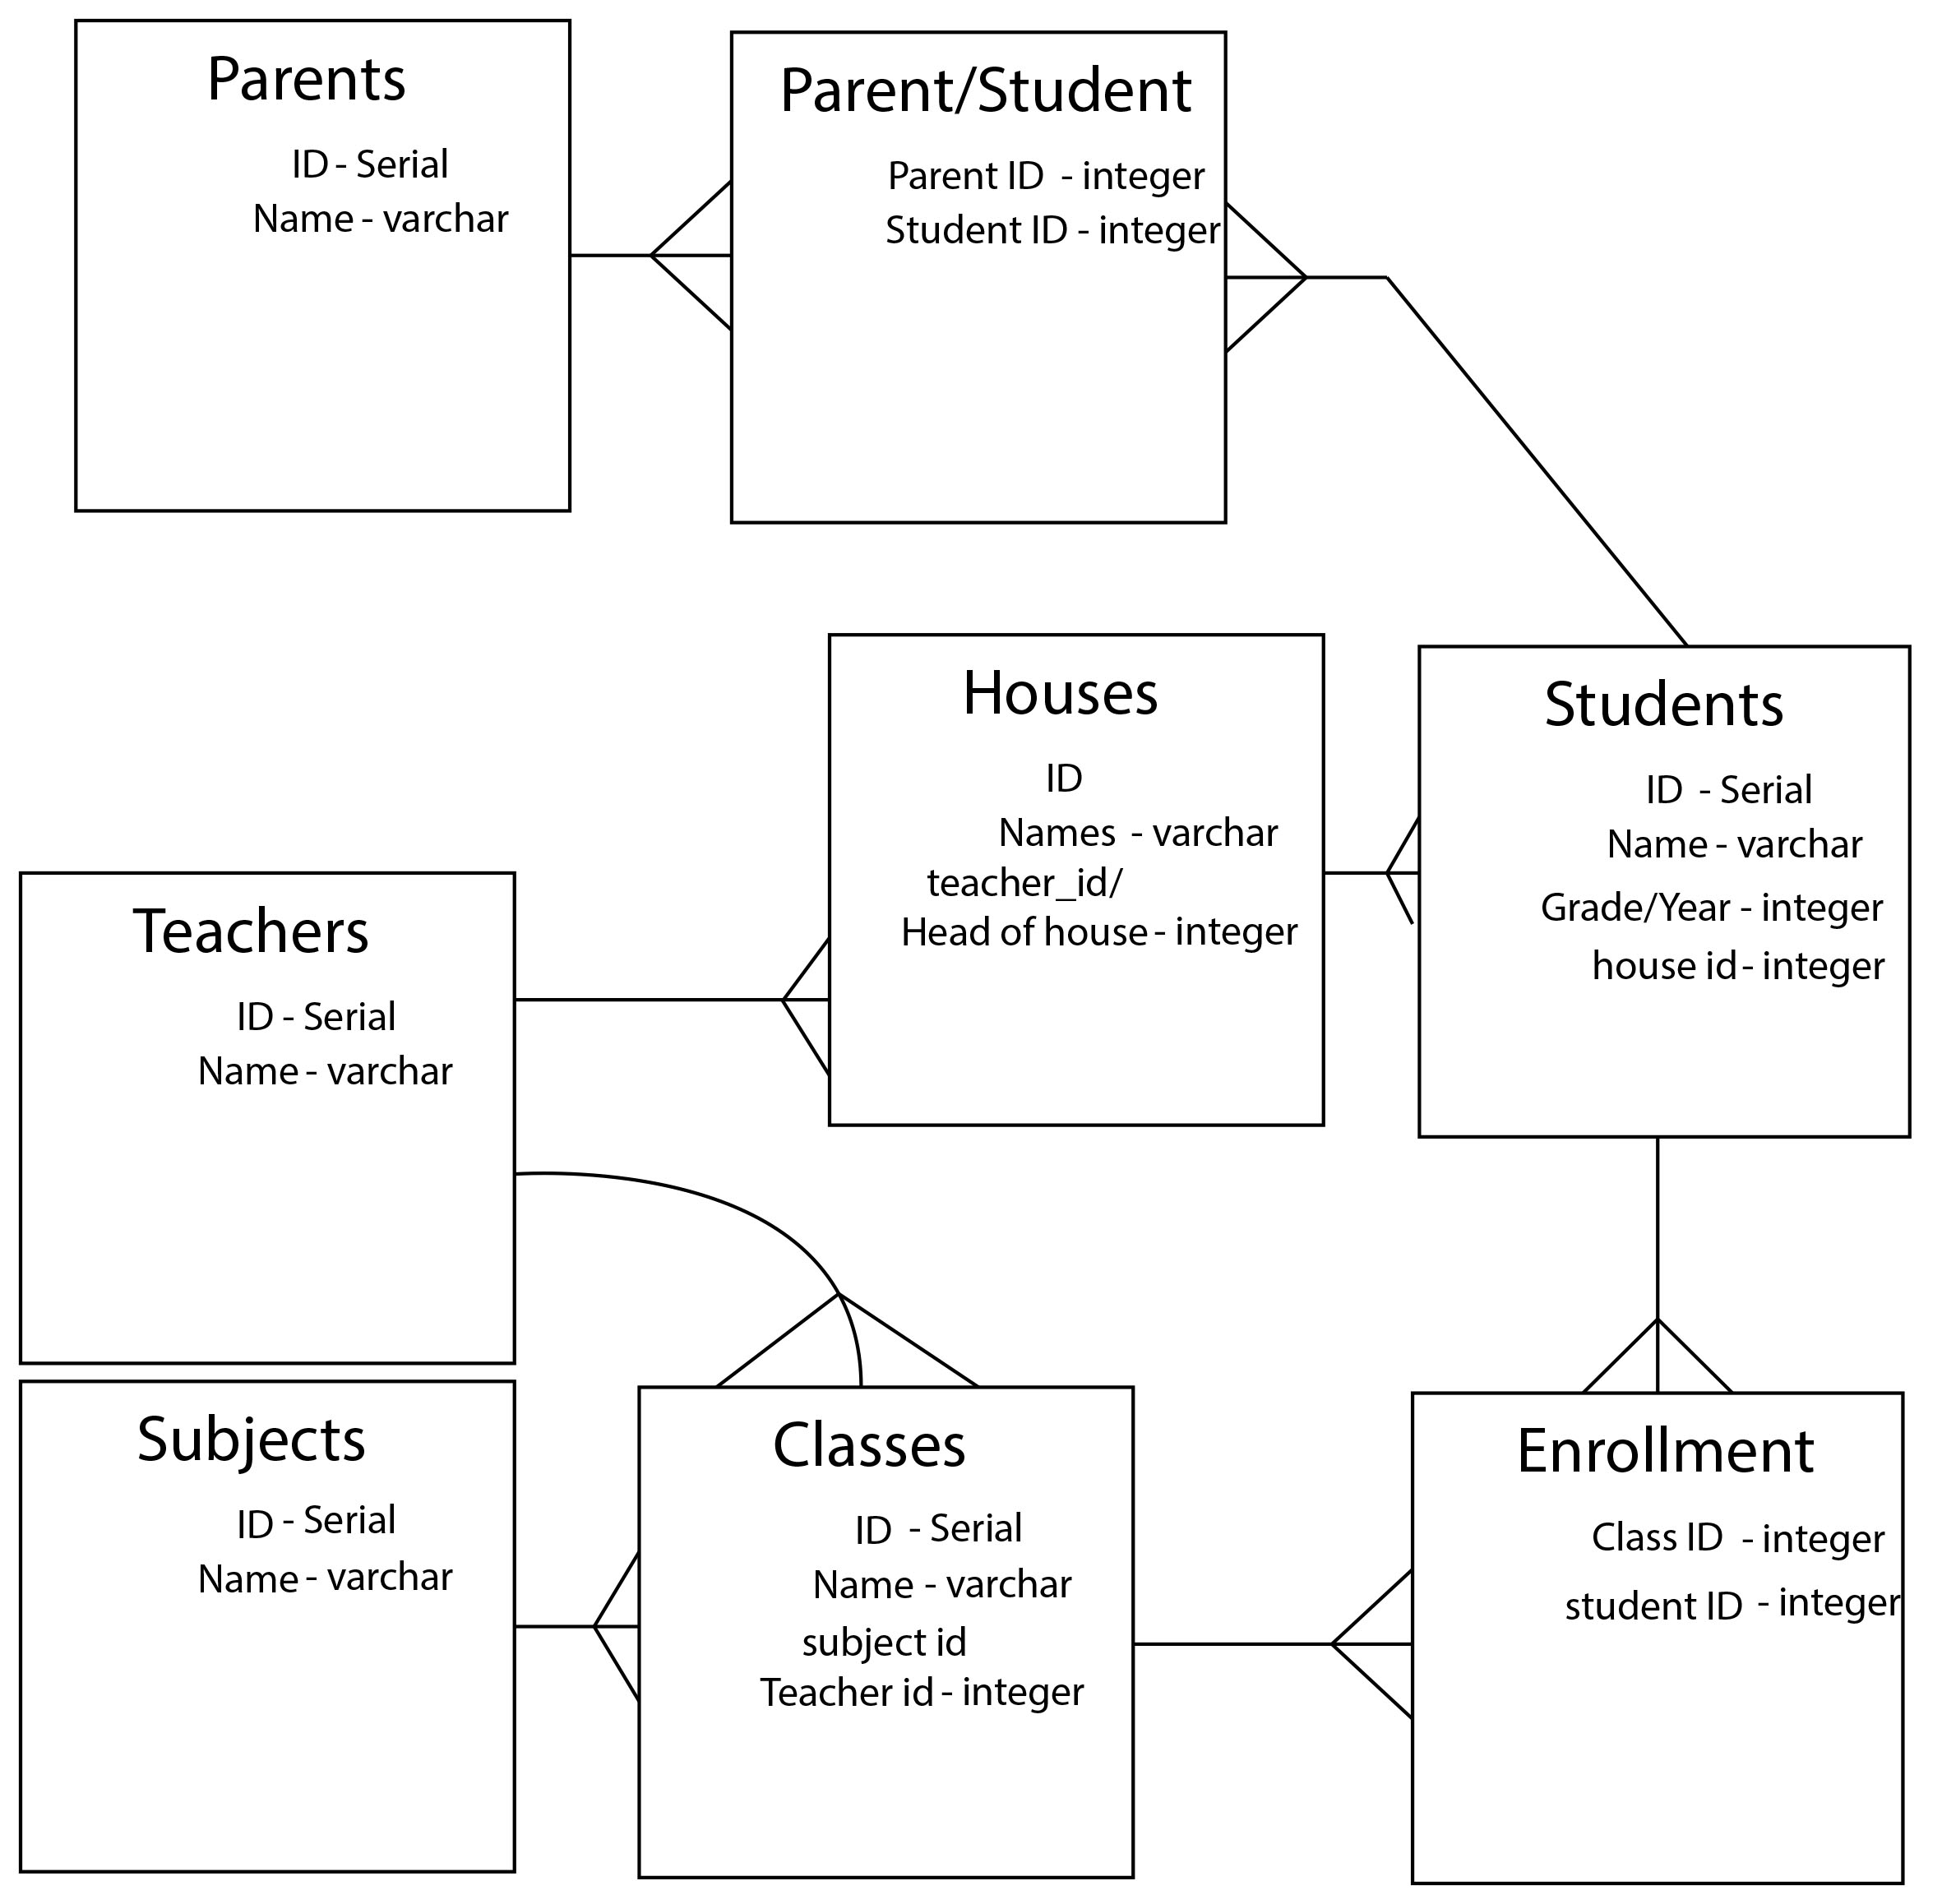 Parents
ID - Serial
Name - varchar
Parent/Student
Parent ID - integer
Student ID - integer
Houses
ID
Names - varchar
teacher_id/
Head of house - integer
Students
ID - Serial
Name - varchar
Grade/Year - integer
house id - integer
Teachers
ID - Serial
Name - varchar
Subjects
ID - Serial
Name - varchar
Classes
ID - Serial
Name - varchar
subject id
Teacher id - integer
Enrollment
Class ID - integer
student ID - integer